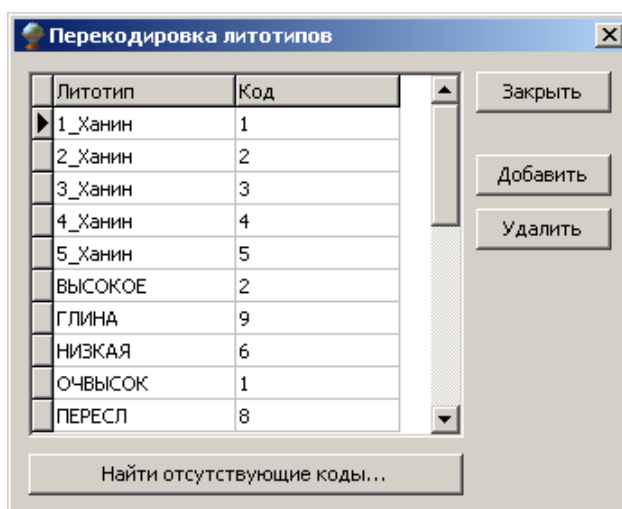 Перекодировка литотипов
Литотип Код
1_Ханин 1
2_Ханин 2
3_Ханин 3
4_Ханин 4
5_Ханин 5
ВЫСОКОЕ 2
ГЛИНА 9
НИЗКАЯ 6
ОЧВЫСОК 1
ПЕРЕСЛ 8
Закрыть
Добавить
Удалить
Найти отсутствующие коды...